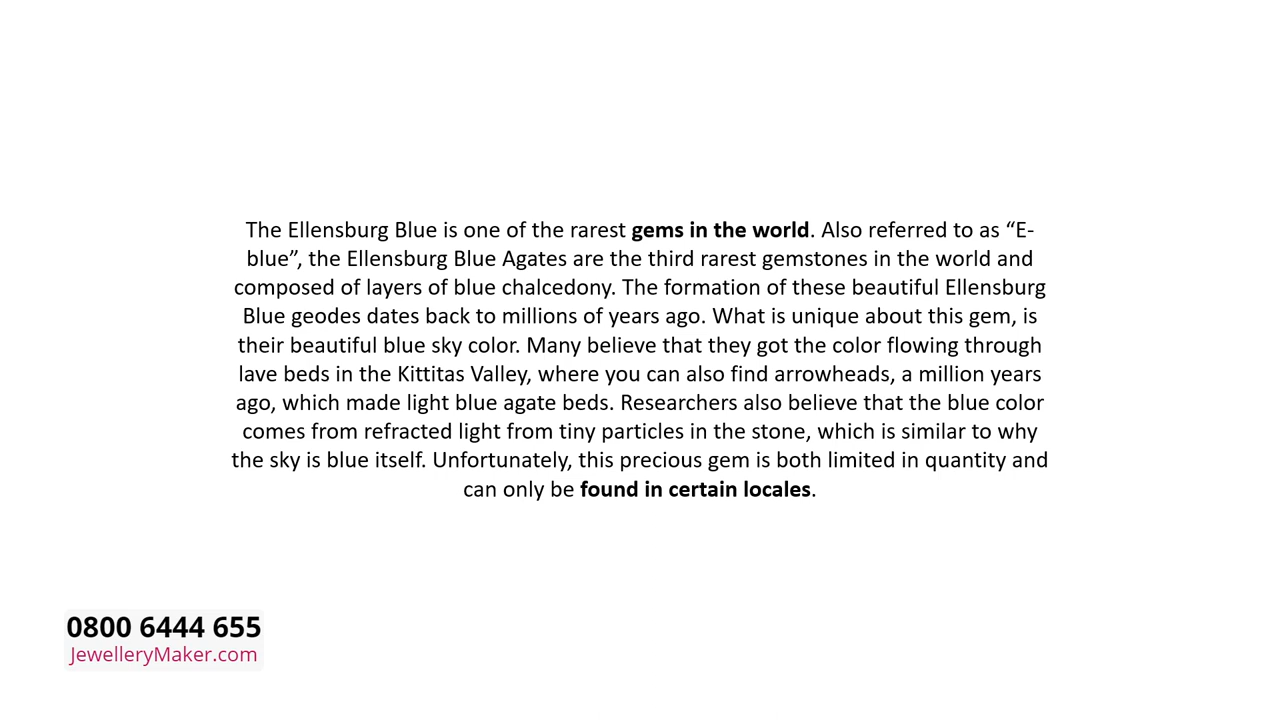 The Ellensburg Blue is one of the rarest gems in the world. Also referred to as “E-
blue”, the Ellensburg Blue Agates are the third rarest gemstones in the world and
composed of layers of blue chalcedony. The formation of these beautiful Ellensburg
Blue geodes dates back to millions of years ago. What is unique about this gem, is
their beautiful blue sky color. Many believe that they got the color flowing through
lave beds in the Kittitas Valley, where you can also find arrowheads, a million years
ago, which made light blue agate beds. Researchers also believe that the blue color
comes from refracted light from tiny particles in the stone, which is similar to why
the sky is blue itself. Unfortunately, this precious gem is both limited in quantity and
can only be found in certain locales.
0800 6444 655
JewelleryMaker.com